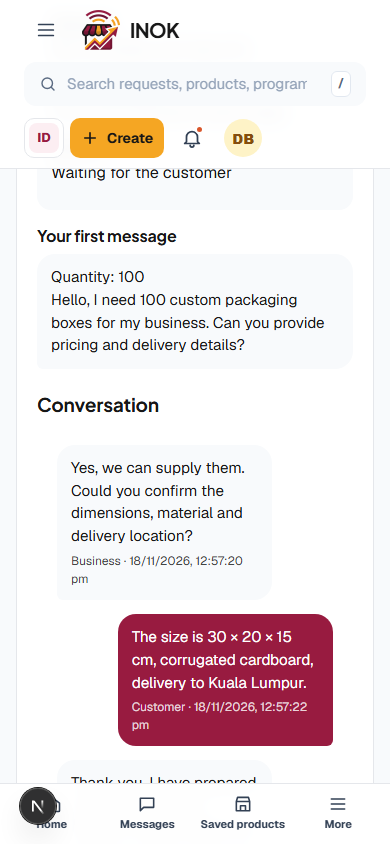 INOK
Search requests, products, program
/
ID
+ Create
DB
Waiting for the customer
Your first message
Quantity: 100
Hello, I need 100 custom packaging
boxes for my business. Can you provide
pricing and delivery details?
Conversation
Yes, we can supply them.
Could you confirm the
dimensions, material and
delivery location?
Business · 18/11/2026, 12:57:20
pm
The size is 30 × 20 × 15
cm, corrugated cardboard,
delivery to Kuala Lumpur.
Customer · 18/11/2026, 12:57:22
pm
Thank you, I have prepared
N
Home
Messages
Saved products
More